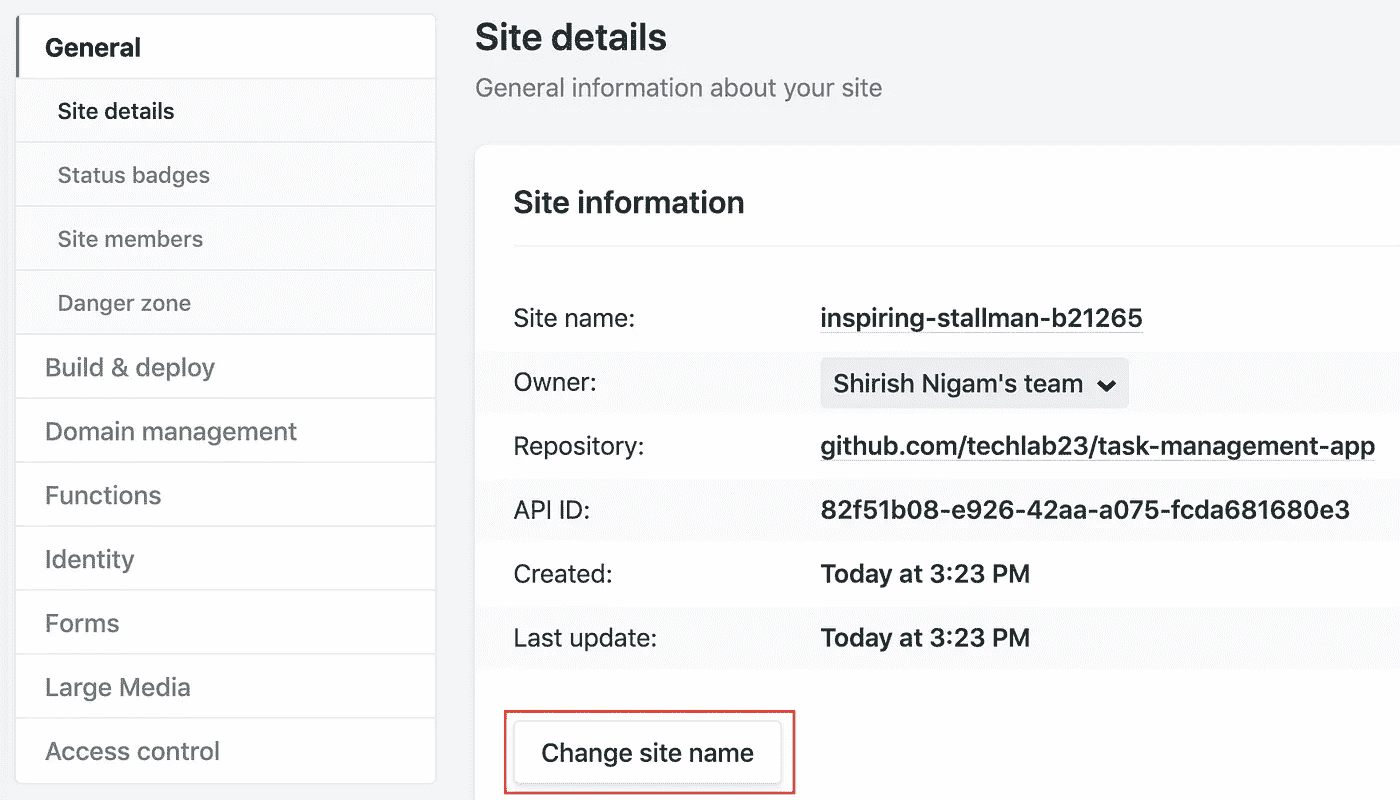 General
Site details
Status badges
Site members
Danger zone
Build & deploy
Domain management
Functions
Identity
Forms
Large Media
Access control
Site details
General information about your site
Site information
Site name: inspiring-stallman-b21265
Owner: Shirish Nigam's team
Repository: github.com/techlab23/task-management-app
API ID: 82f51b08-e926-42aa-a075-fcda681680e3
Created: Today at 3:23 PM
Last update: Today at 3:23 PM
Change site name